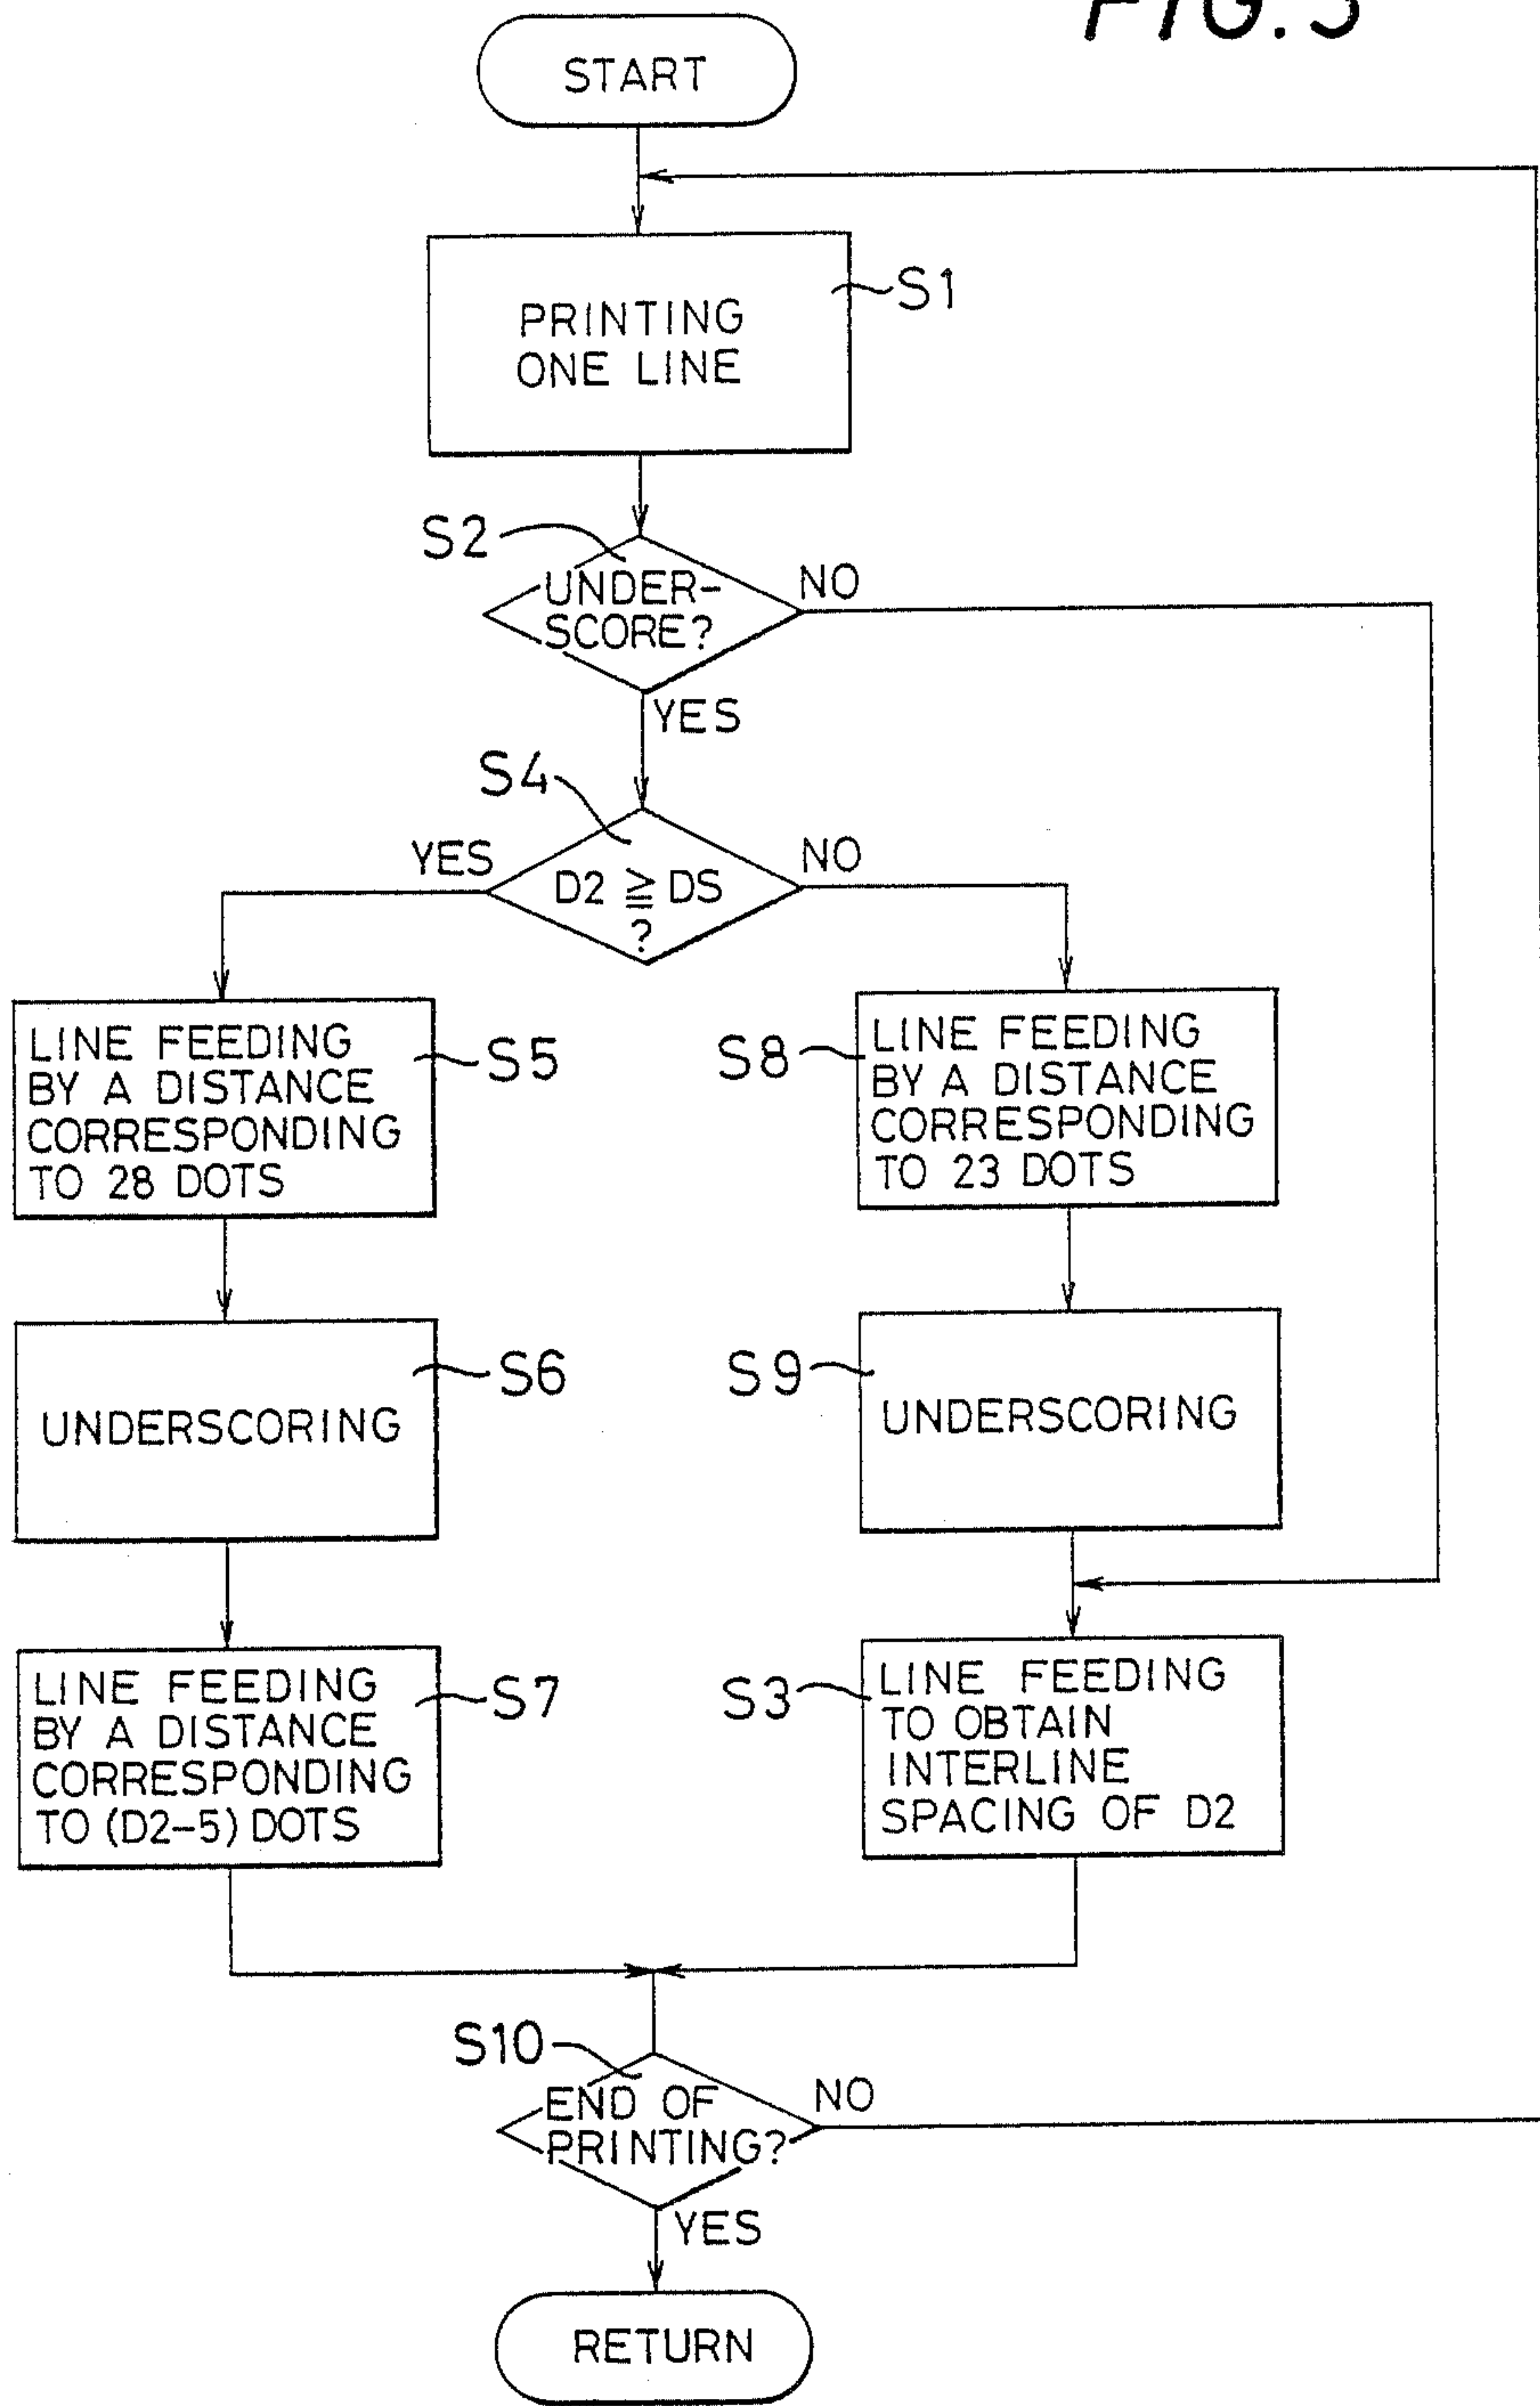 FIG. 3
START
PRINTING
ONE LINE
S1
S2
UNDER-
SCORE?
NO
YES
S4
YES
D2 ≧ DS
?
NO
LINE FEEDING
BY A DISTANCE
CORRESPONDING
TO 28 DOTS
S5
S8
LINE FEEDING
BY A DISTANCE
CORRESPONDING
TO 23 DOTS
UNDERSCORING
S6
S9
UNDERSCORING
LINE FEEDING
BY A DISTANCE
CORRESPONDING
TO (D2-5) DOTS
S7
S3
LINE FEEDING
TO OBTAIN
INTERLINE
SPACING OF D2
S10
END OF
PRINTING?
NO
YES
RETURN